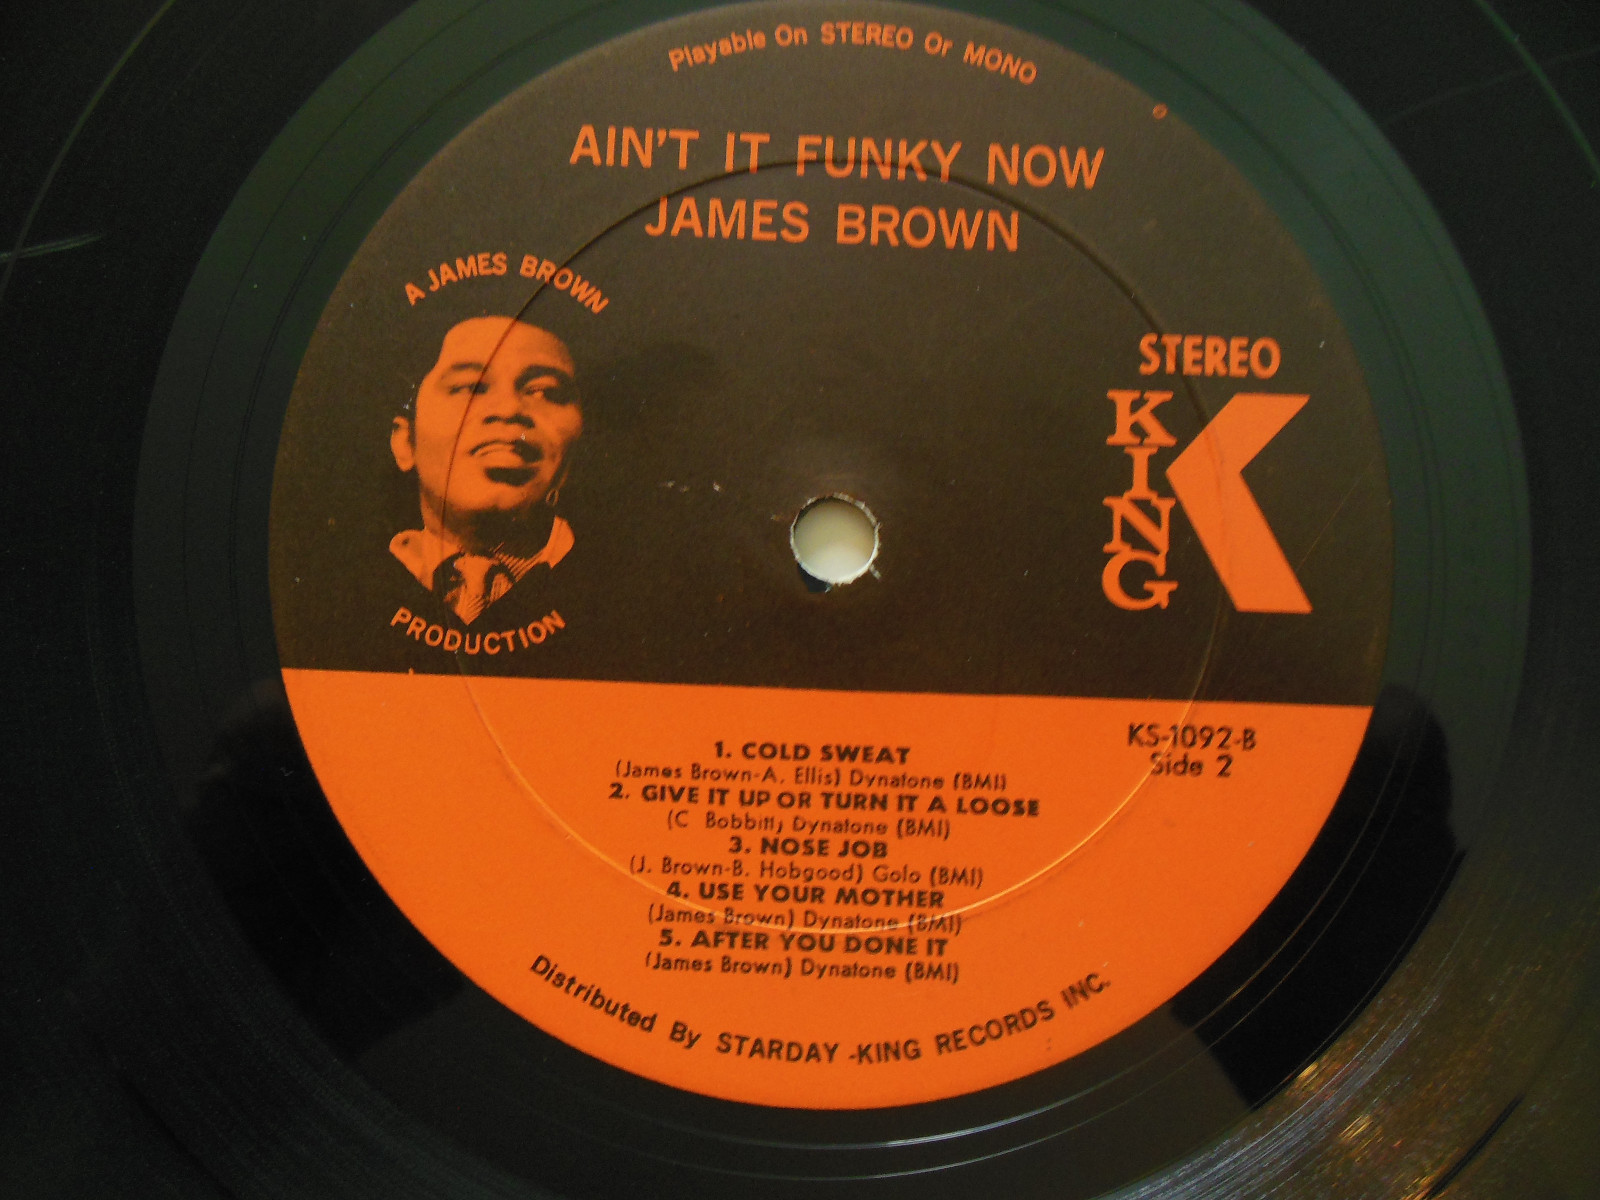 Playable On STEREO Or MONO
AIN'T IT FUNKY NOW
JAMES BROWN
A JAMES BROWN
PRODUCTION
STEREO
KING
K
KS-1092-B
Side 2
1. COLD SWEAT
(James Brown-A. Ellis) Dynatone (BMI)
2. GIVE IT UP OR TURN IT A LOOSE
(C Bobbitt) Dynatone (BMI)
3. NOSE JOB
(J. Brown-B. Hobgood) Golo (BMI)
4. USE YOUR MOTHER
(James Brown) Dynatone (BMI)
5. AFTER YOU DONE IT
(James Brown) Dynatone (BMI)
Distributed By STARDAY-KING RECORDS INC.